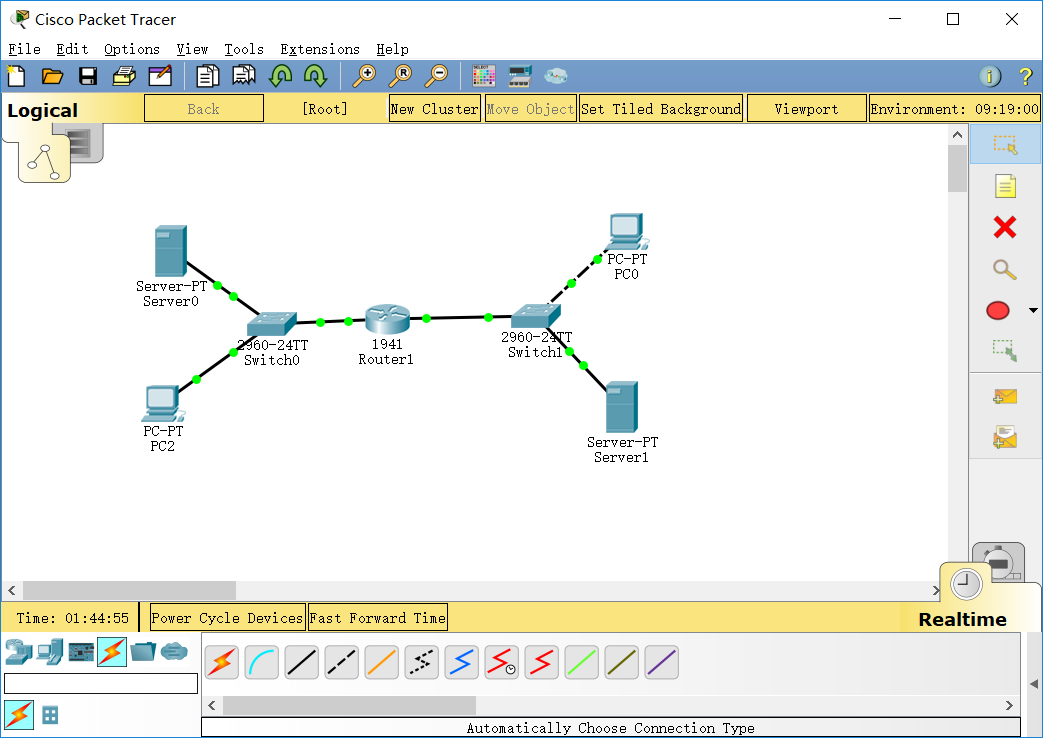 Cisco Packet Tracer
File Edit Options View Tools Extensions Help
Logical
Back
[Root]
New Cluster
Move Object
Set Tiled Background
Viewport
Environment: 09:19:00
Server-PT
Server0
2960-24TT
Switch0
PC-PT
PC2
1941
Router1
2960-24TT
Switch1
PC-PT
PC0
Server-PT
Server1
Time: 01:44:55
Power Cycle Devices
Fast Forward Time
Realtime
Automatically Choose Connection Type